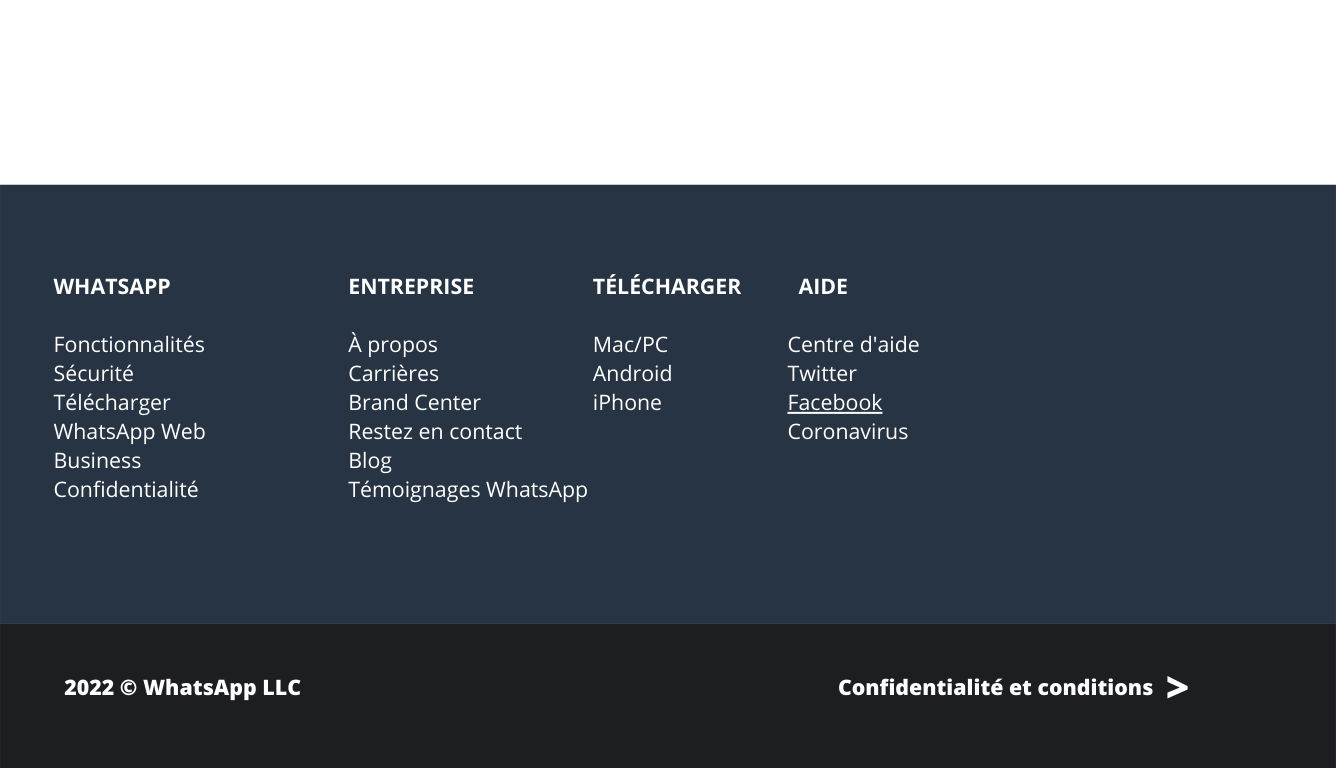 WHATSAPP
Fonctionnalités
Sécurité
Télécharger
WhatsApp Web
Business
Confidentialité
ENTREPRISE
À propos
Carrières
Brand Center
Restez en contact
Blog
Témoignages WhatsApp
TÉLÉCHARGER
Mac/PC
Android
iPhone
AIDE
Centre d'aide
Twitter
Facebook
Coronavirus
2022 © WhatsApp LLC
Confidentialité et conditions >